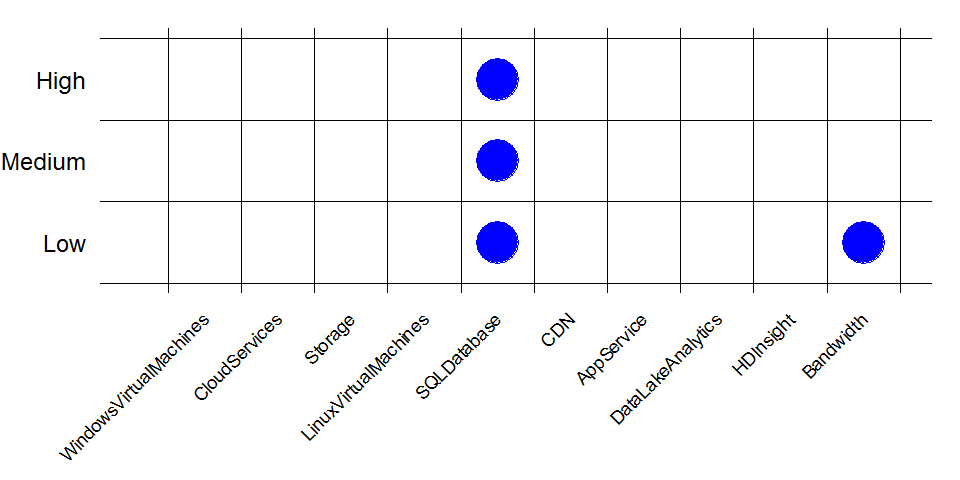 High
Medium
Low
WindowsVirtualMachines
CloudServices
Storage
LinuxVirtualMachines
SQLDatabase
CDN
AppService
DataLakeAnalytics
HDInsight
Bandwidth